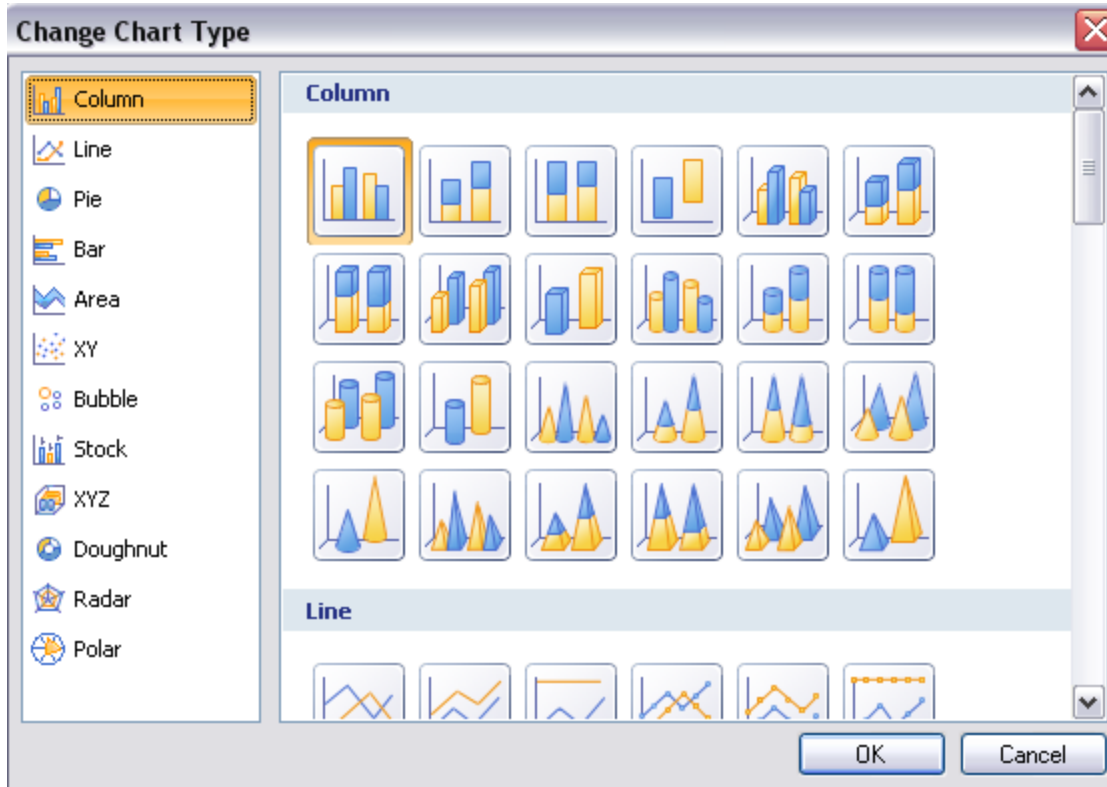 Change Chart Type
Column
Line
Pie
Bar
Area
XY
Bubble
Stock
XYZ
Doughnut
Radar
Polar
Column
Line
OK
Cancel